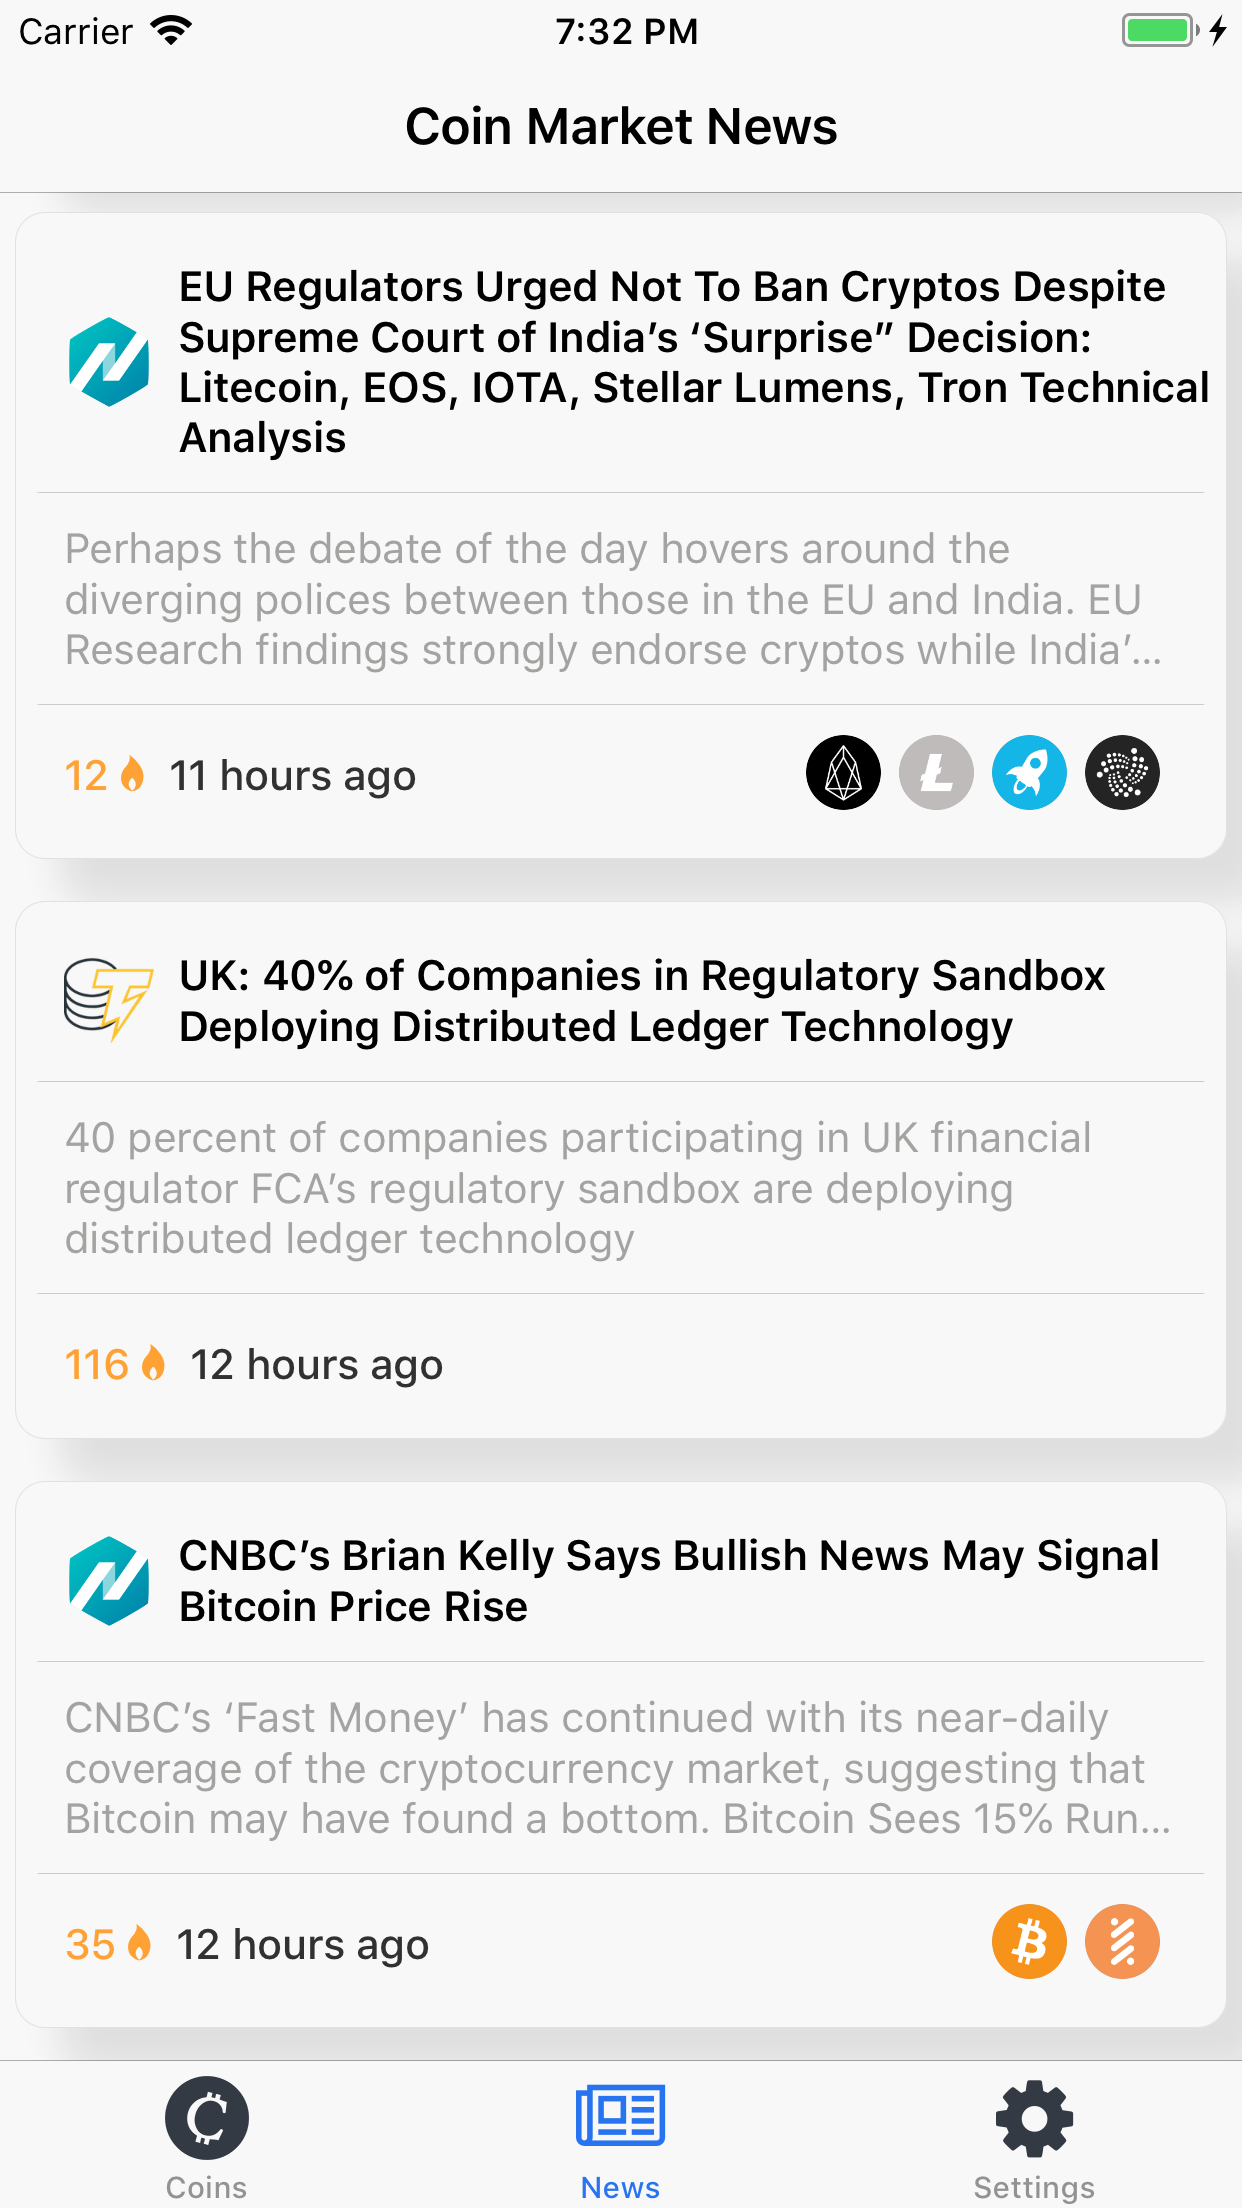 Carrier 7:32 PM
Coin Market News
EU Regulators Urged Not To Ban Cryptos Despite
Supreme Court of India’s ‘Surprise” Decision:
Litecoin, EOS, IOTA, Stellar Lumens, Tron Technical
Analysis
Perhaps the debate of the day hovers around the
diverging polices between those in the EU and India. EU
Research findings strongly endorse cryptos while India’...
12 11 hours ago
UK: 40% of Companies in Regulatory Sandbox
Deploying Distributed Ledger Technology
40 percent of companies participating in UK financial
regulator FCA’s regulatory sandbox are deploying
distributed ledger technology
116 12 hours ago
CNBC’s Brian Kelly Says Bullish News May Signal
Bitcoin Price Rise
CNBC’s ‘Fast Money’ has continued with its near-daily
coverage of the cryptocurrency market, suggesting that
Bitcoin may have found a bottom. Bitcoin Sees 15% Run...
35 12 hours ago
Coins News Settings